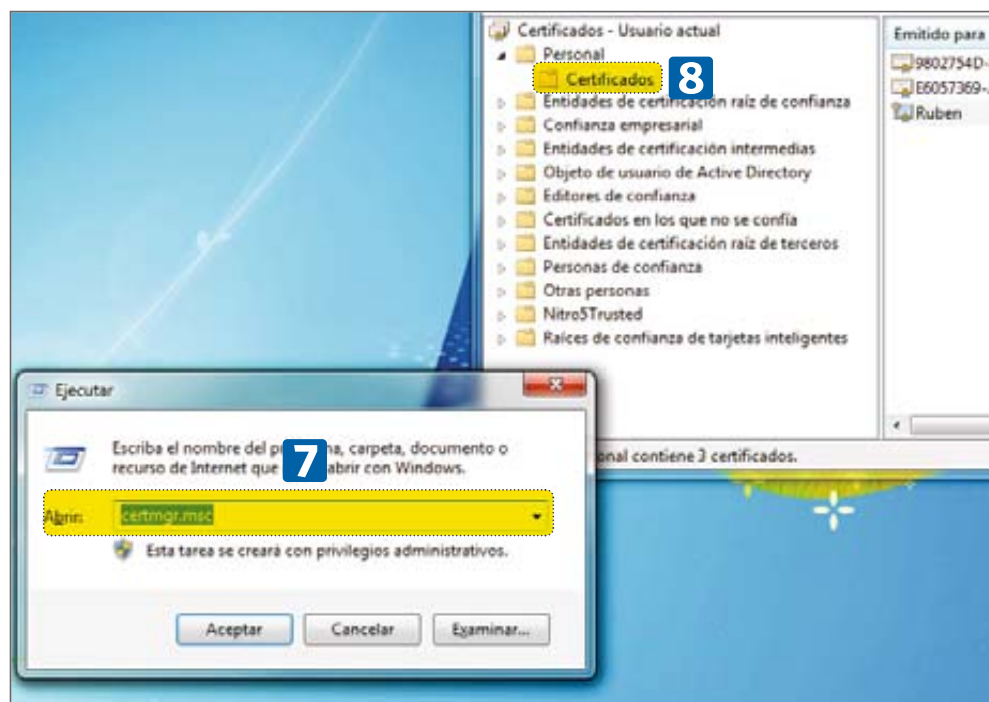 Certificados - Usuario actual
Personal
Certificados
8
Entidades de certificación raíz de confianza
Confianza empresarial
Entidades de certificación intermedias
Objeto de usuario de Active Directory
Editores de confianza
Certificados en los que no se confía
Entidades de certificación raíz de terceros
Personas de confianza
Otras personas
Nitro5Trusted
Raíces de confianza de tarjetas inteligentes
Emitido para
9802754D-
E6057369-
Ruben
onal contiene 3 certificados.
Ejecutar
Escriba el nombre del pr na, carpeta, documento o
recurso de Internet que abrir con Windows.
7
Abrir: certmgr.msc
Esta tarea se creará con privilegios administrativos.
Aceptar Cancelar Examinar...